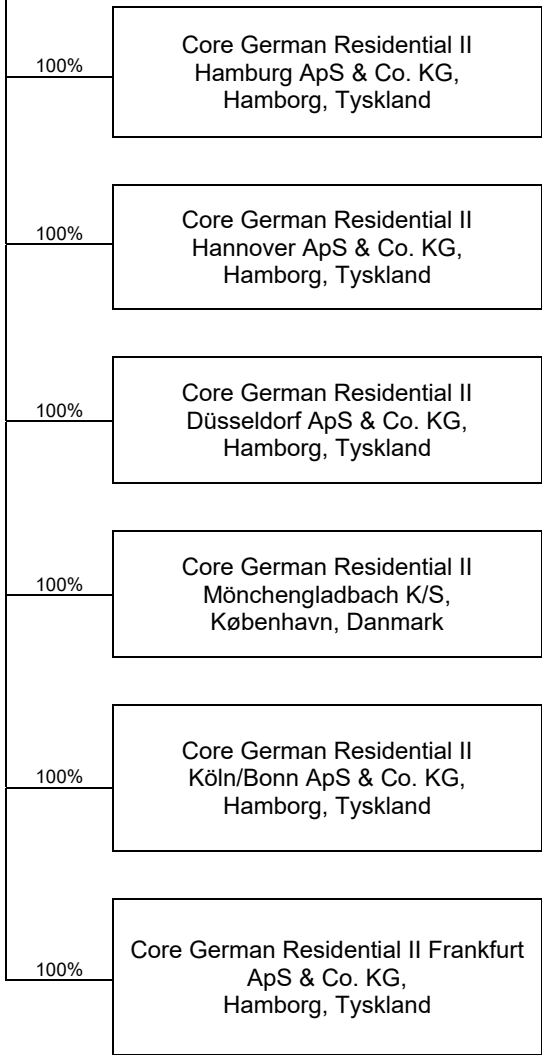 100%
Core German Residential II
Hamburg ApS & Co. KG,
Hamborg, Tyskland
100%
Core German Residential II
Hannover ApS & Co. KG,
Hamborg, Tyskland
100%
Core German Residential II
Düsseldorf ApS & Co. KG,
Hamborg, Tyskland
100%
Core German Residential II
Mönchengladbach K/S,
København, Danmark
100%
Core German Residential II
Köln/Bonn ApS & Co. KG,
Hamborg, Tyskland
100%
Core German Residential II Frankfurt
ApS & Co. KG,
Hamborg, Tyskland